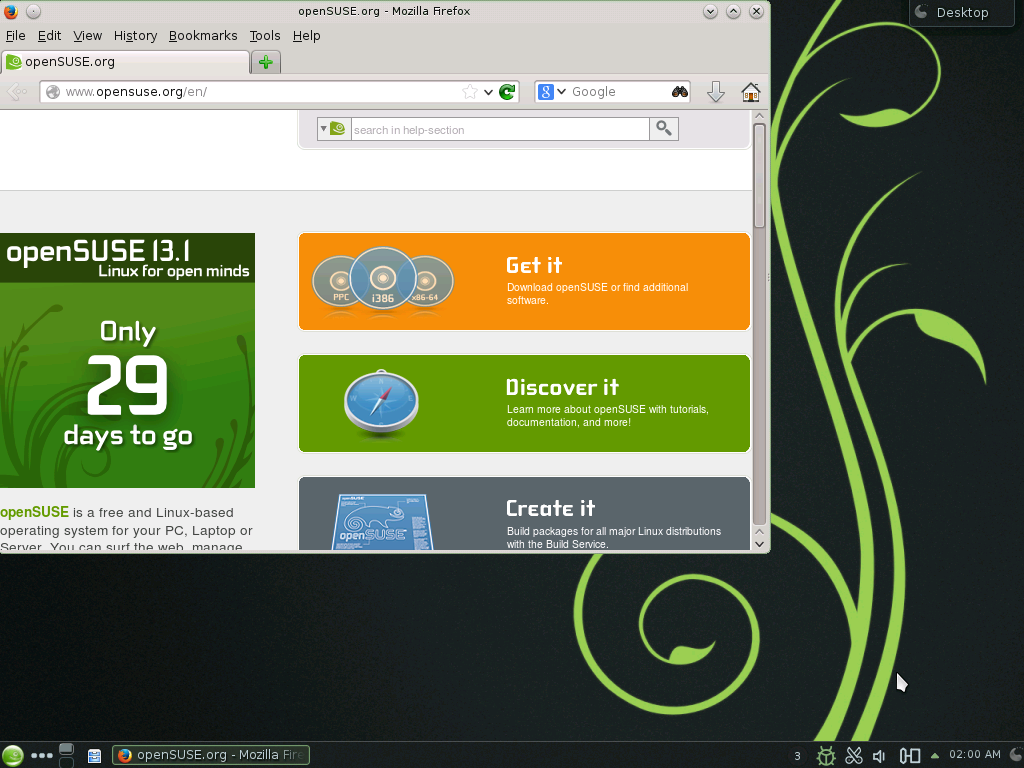 openSUSE.org - Mozilla Firefox
Desktop
File Edit View History Bookmarks Tools Help
openSUSE.org
www.opensuse.org/en/
Google
search in help-section
openSUSE 13.1
Linux for open minds
Only
29
days to go
PPC
i386
x86-64
Get it
Download openSUSE or find additional
software.
Discover it
Learn more about openSUSE with tutorials,
documentation, and more!
openSUSE
Create it
Build packages for all major Linux distributions
with the Build Service.
openSUSE is a free and Linux-based
operating system for your PC, Laptop or
Server. You can surf the web, manage
openSUSE.org - Mozilla Fire
3
02:00 AM